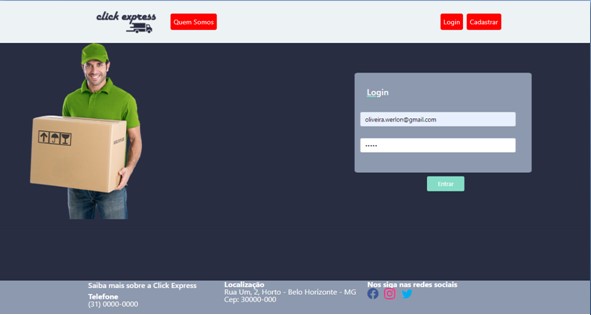 click express
Quem Somos
Login
Cadastrar
Login
oliveira.werlon@gmail.com
•••••
Entrar
Saiba mais sobre a Click Express
Telefone
(31) 0000-0000
Localização
Rua Um, 2, Horto - Belo Horizonte - MG
Cep: 30000-000
Nos siga nas redes sociais